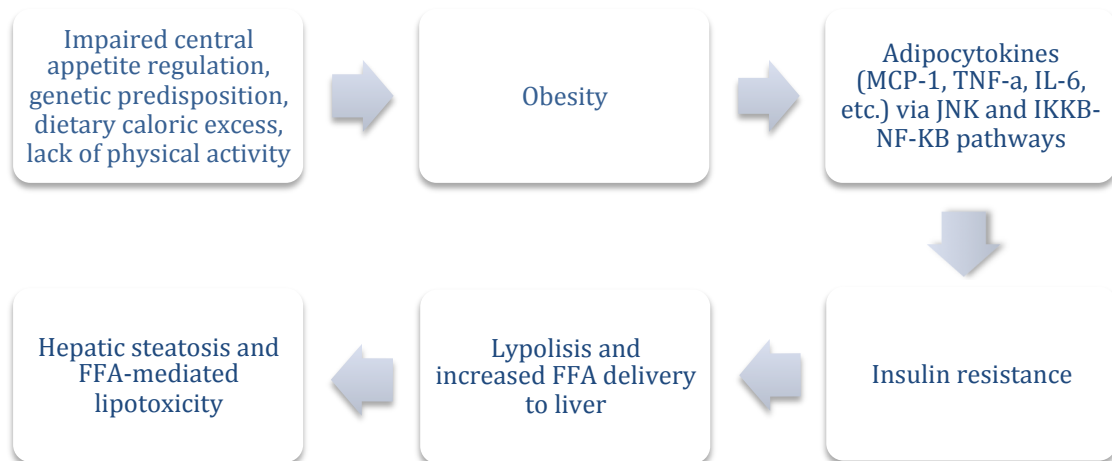 Impaired central
appetite regulation,
genetic predisposition,
dietary caloric excess,
lack of physical activity
Obesity
Adipocytokines
(MCP-1, TNF-a, IL-6,
etc.) via JNK and IKKB-
NF-KB pathways
Insulin resistance
Lypolisis and
increased FFA delivery
to liver
Hepatic steatosis and
FFA-mediated
lipotoxicity